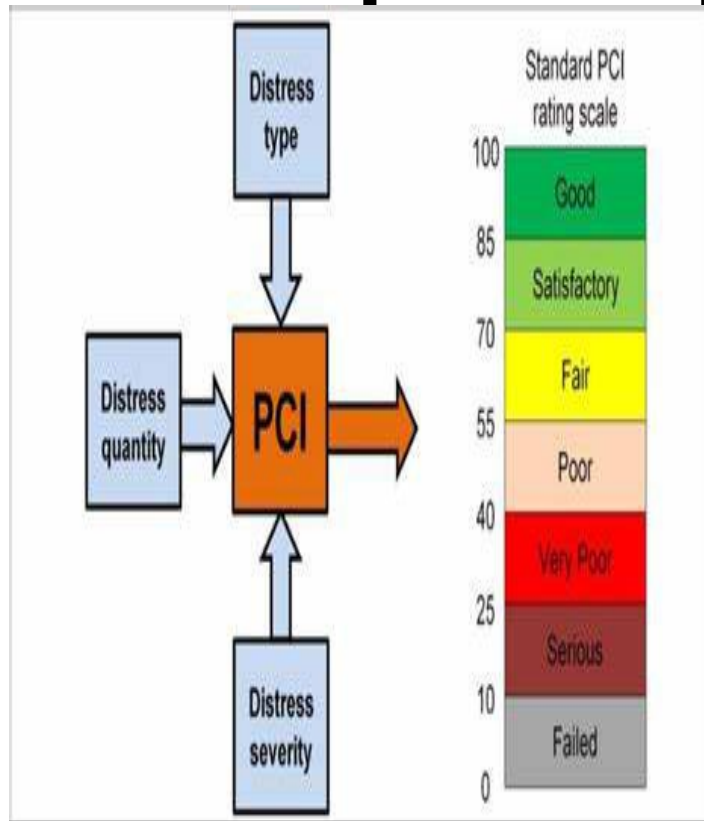 Distress
type
Distress
quantity
PCI
Distress
severity
Standard PCI
rating scale
100
Good
85
Satisfactory
70
Fair
55
Poor
40
Very Poor
25
Serious
10
Failed
0